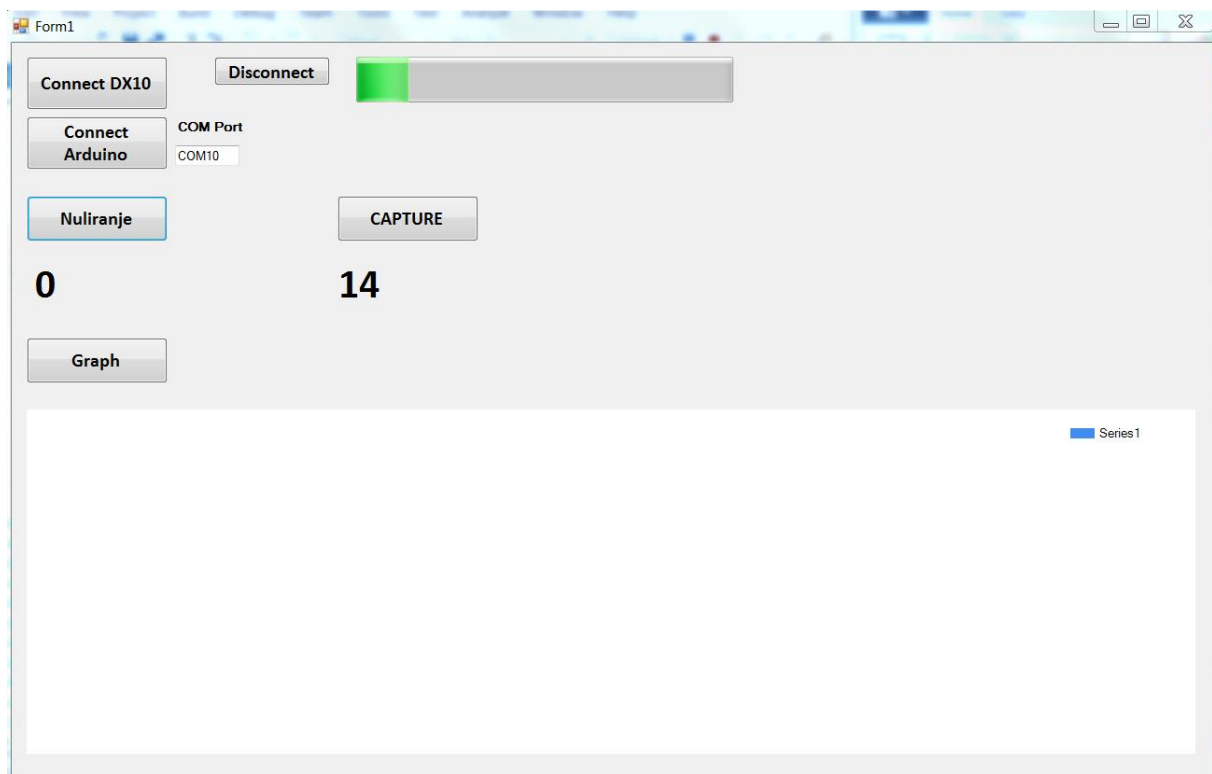 Form1
Connect DX10
Disconnect
Connect
Arduino
COM Port
COM10
Nuliranje
CAPTURE
0
14
Graph
Series1